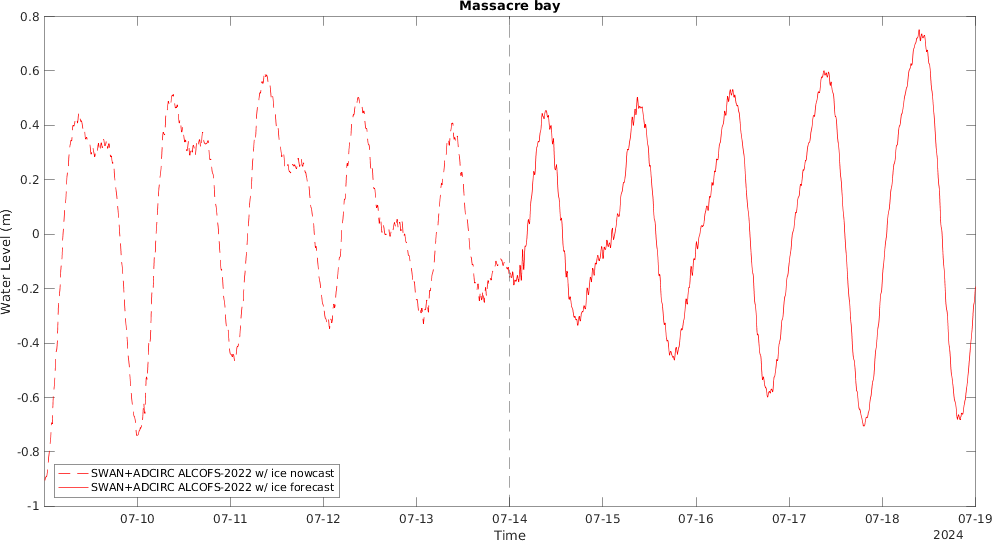 Massacre bay
0.8
0.6
0.4
0.2
0
-0.2
-0.4
-0.6
-0.8
-1
Water Level (m)
SWAN+ADCIRC ALCOFS-2022 w/ ice nowcast
SWAN+ADCIRC ALCOFS-2022 w/ ice forecast
07-10 07-11 07-12 07-13 07-14 07-15 07-16 07-17 07-18 07-19
Time
2024